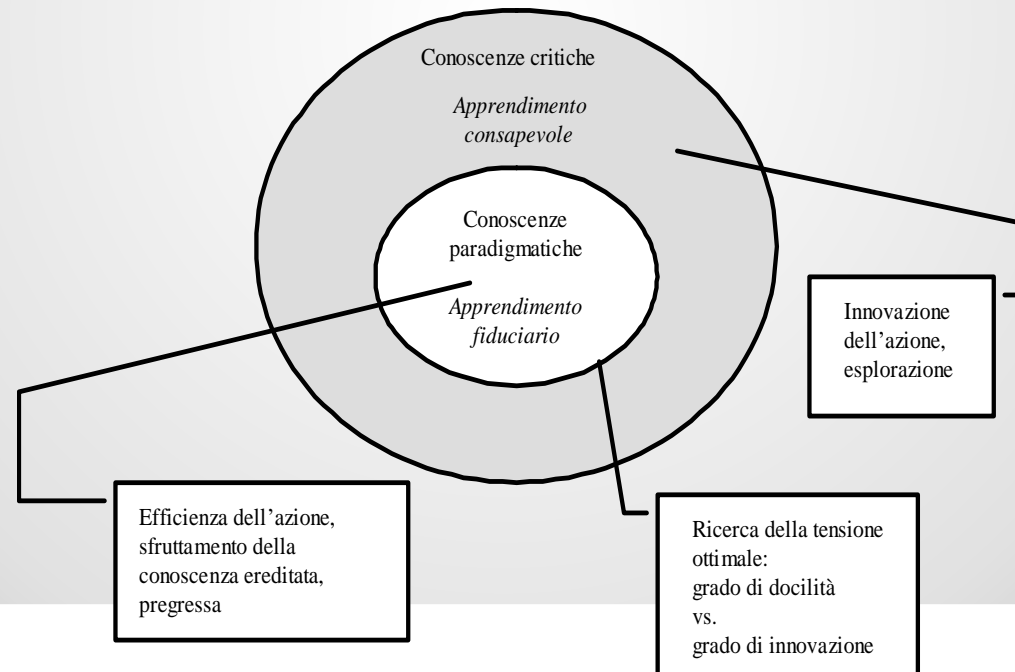 Conoscenze critiche
Apprendimento
consapevole
Conoscenze
paradigmatiche
Apprendimento
fiduciario
Innovazione
dell’azione,
esplorazione
Efficienza dell’azione,
sfruttamento della
conoscenza ereditata,
pregressa
Ricerca della tensione
ottimale:
grado di docilità
vs.
grado di innovazione